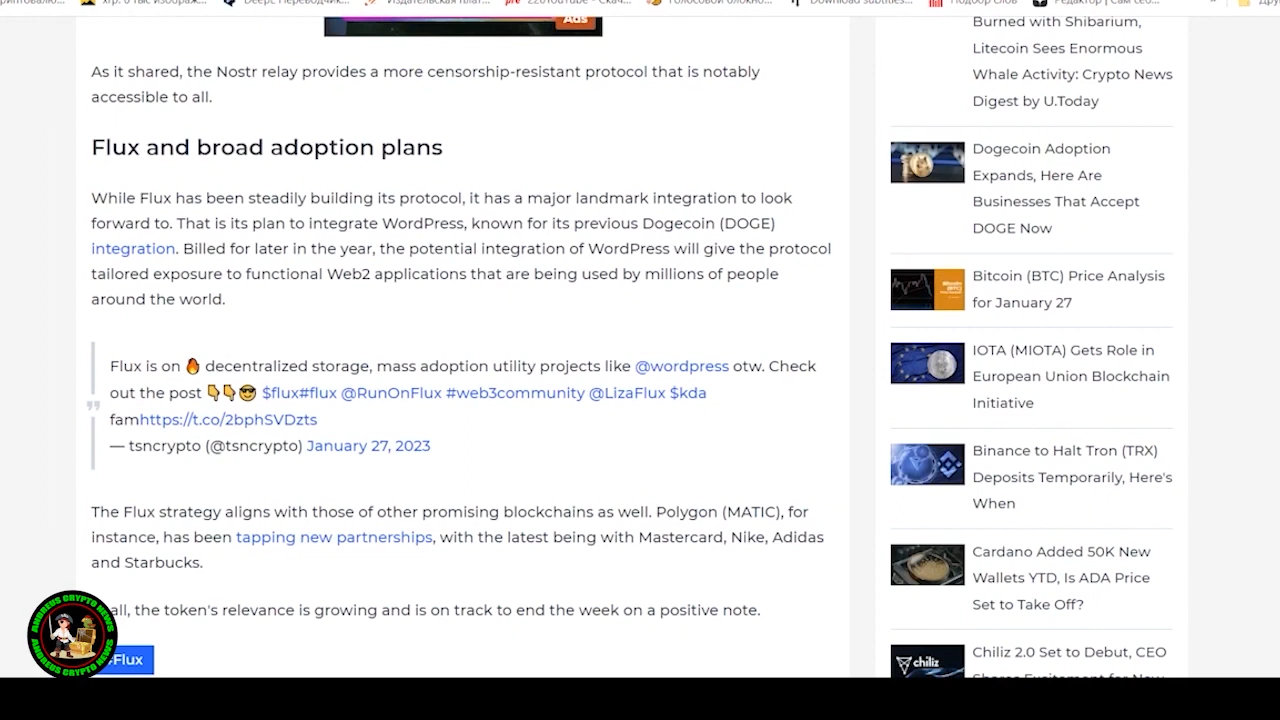 Ads
As it shared, the Nostr relay provides a more censorship-resistant protocol that is notably
accessible to all.
Flux and broad adoption plans
While Flux has been steadily building its protocol, it has a major landmark integration to look
forward to. That is its plan to integrate WordPress, known for its previous Dogecoin (DOGE)
integration. Billed for later in the year, the potential integration of WordPress will give the protocol
tailored exposure to functional Web2 applications that are being used by millions of people
around the world.
Flux is on 🔥 decentralized storage, mass adoption utility projects like @wordpress otw. Check
out the post 👇👇😎 $flux#flux @RunOnFlux #web3community @LizaFlux $kda
famhttps://t.co/2bphSVDzts
— tsncrypto (@tsncrypto) January 27, 2023
The Flux strategy aligns with those of other promising blockchains as well. Polygon (MATIC), for
instance, has been tapping new partnerships, with the latest being with Mastercard, Nike, Adidas
and Starbucks.
all, the token's relevance is growing and is on track to end the week on a positive note.
#Flux
ANDREUS CRYPTO NEWS
ANDREUS CRYPTO NEWS
Burned with Shibarium,
Litecoin Sees Enormous
Whale Activity: Crypto News
Digest by U.Today
Dogecoin Adoption
Expands, Here Are
Businesses That Accept
DOGE Now
Bitcoin (BTC) Price Analysis
for January 27
IOTA (MIOTA) Gets Role in
European Union Blockchain
Initiative
Binance to Halt Tron (TRX)
Deposits Temporarily, Here's
When
Cardano Added 50K New
Wallets YTD, Is ADA Price
Set to Take Off?
chiliz
Chiliz 2.0 Set to Debut, CEO
Shares Excitement for New